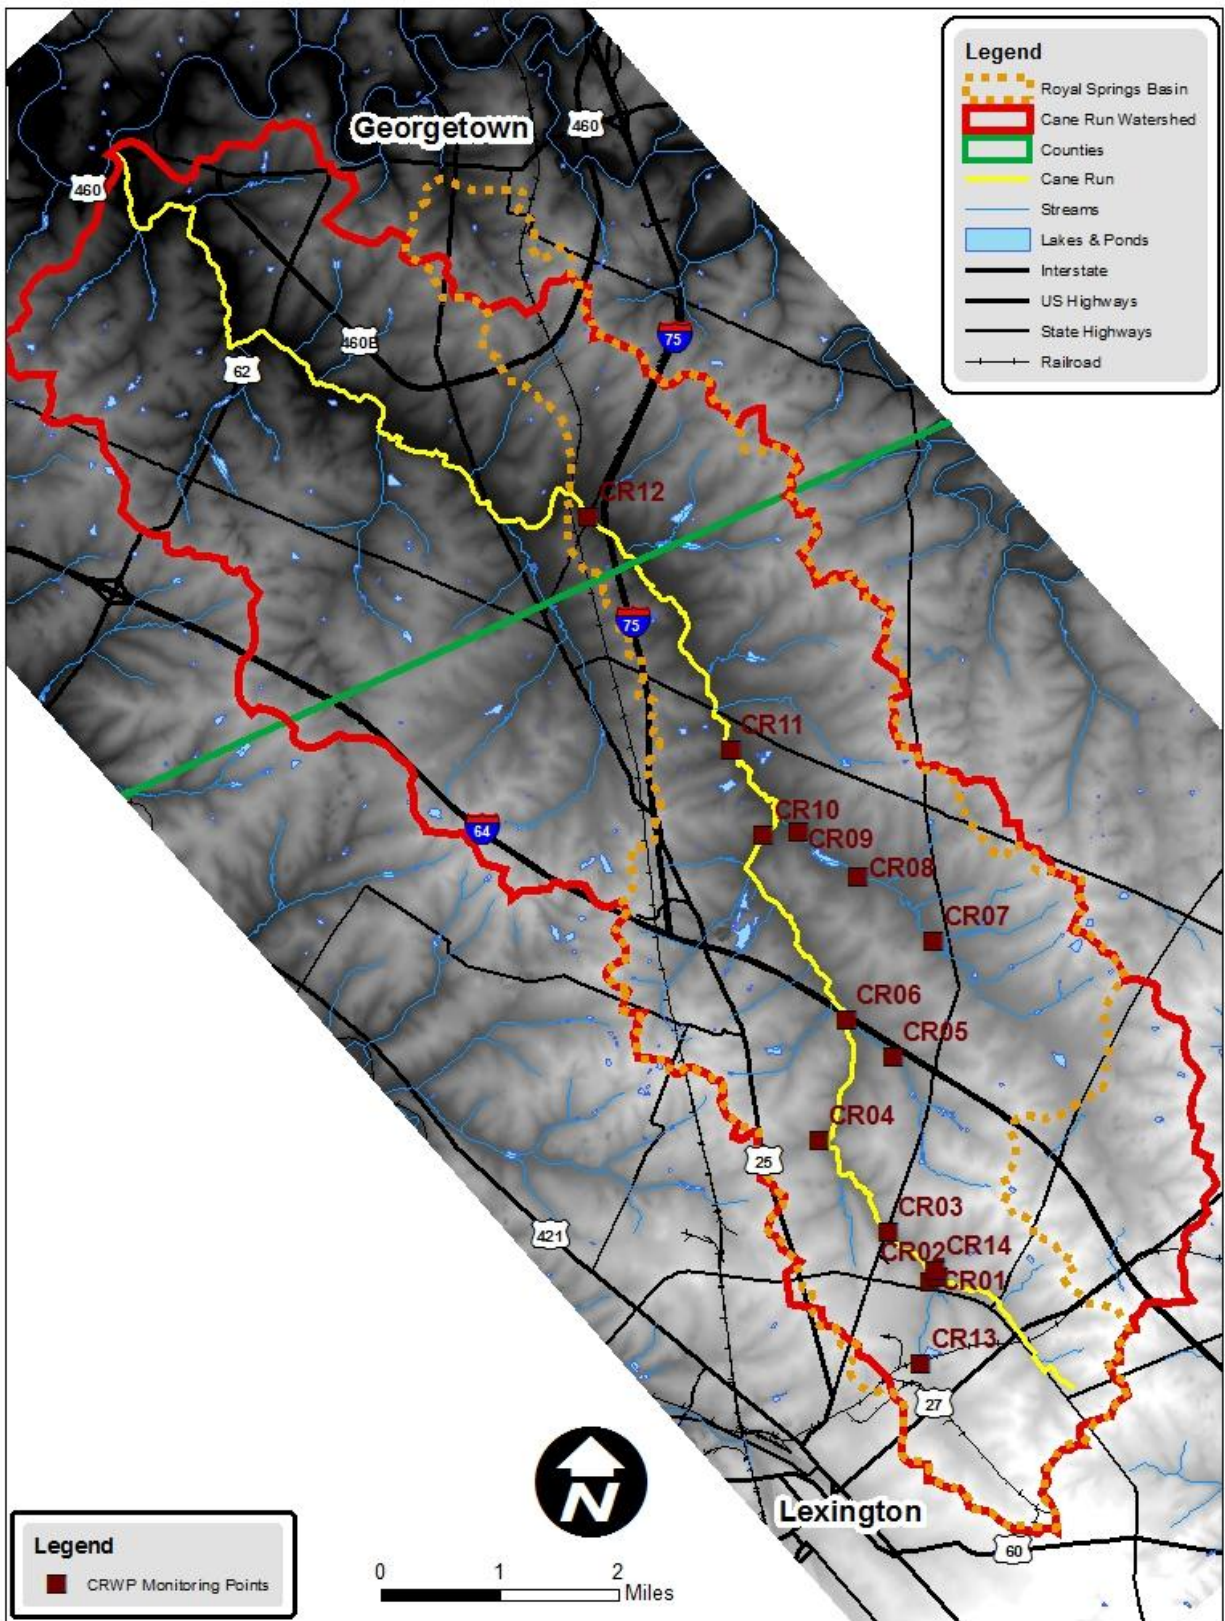 Legend
Royal Springs Basin
Cane Run Watershed
Counties
Cane Run
Streams
Lakes & Ponds
Interstate
US Highways
State Highways
Railroad
Georgetown
460
460
75
460B
62
CR12
75
CR11
CR10
64
CR09
CR08
CR07
CR06
CR05
CR04
25
CR03
421
CR02
CR14
CR01
CR13
27
N
Lexington
60
Legend
CRWP Monitoring Points
0 1 2
Miles